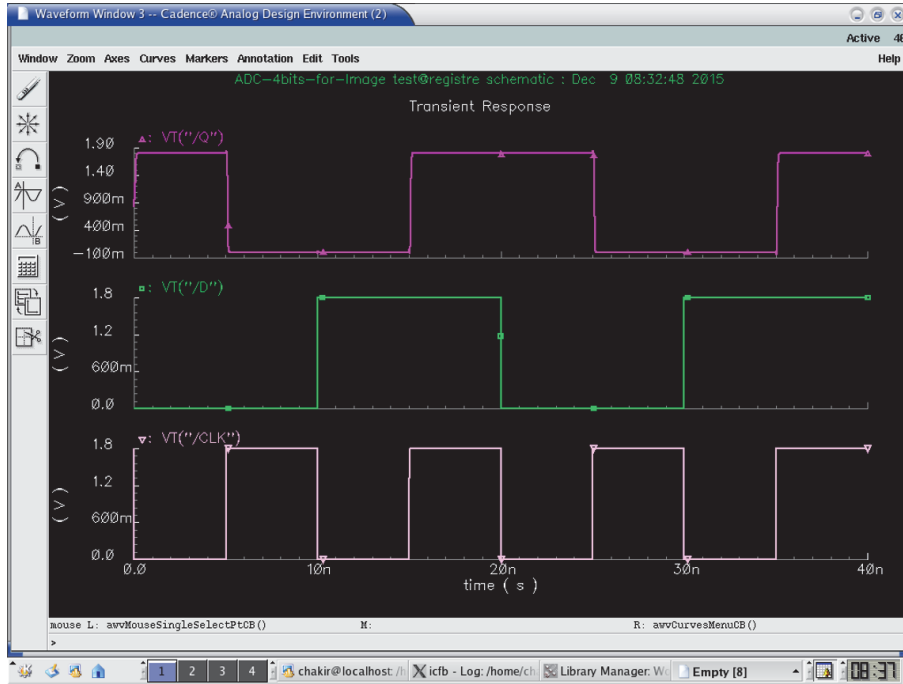 Waveform Window 3 -- Cadence® Analog Design Environment (2)
Active 46
Window Zoom Axes Curves Markers Annotation Edit Tools Help
ADC-4bits-for-Image test@registre schematic : Dec 9 08:32:48 2015
Transient Response
VT("/Q")
1.90
1.40
900m
400m
-100m
(V)
VT("/D")
1.8
1.2
600m
0.0
(V)
VT("/CLK")
1.8
1.2
600m
0.0
(V)
0.0 10n 20n 30n 40n
time ( s )
mouse L: awvMouseSingleSelectPtCB() M: R: awvCurvesMenuCB()
>
1 2 3 4 chakir@localhost: /h icfb - Log: /home/ch Library Manager: Wo Empty [8] 08:37